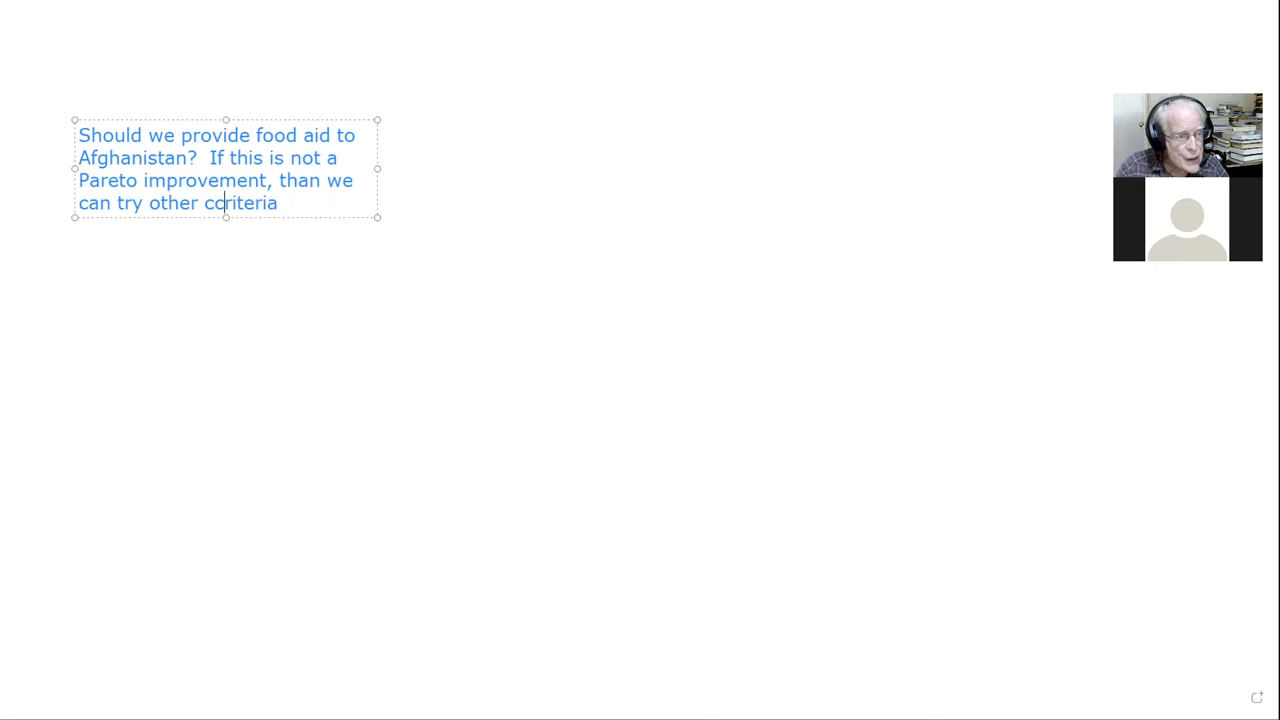 Should we provide food aid to
Afghanistan?  If this is not a
Pareto improvement, than we
can try other ccriteria